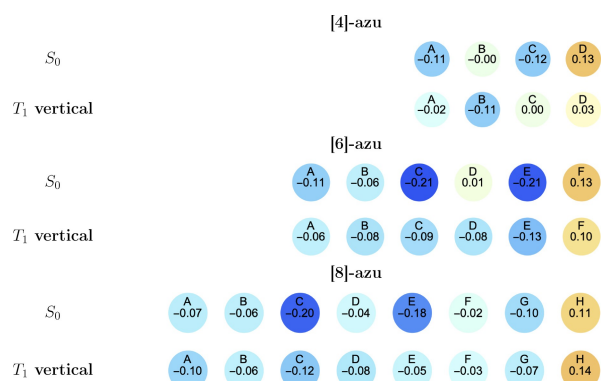 [4]-azu
A B C D
S0 −0.11 −0.00 −0.12 0.13
A B C D
T1 vertical −0.02 −0.11 0.00 0.03
[6]-azu
A B C D E F
S0 −0.11 −0.06 −0.21 0.01 −0.21 0.13
A B C D E F
T1 vertical −0.06 −0.08 −0.09 −0.08 −0.13 0.10
[8]-azu
A B C D E F G H
S0 −0.07 −0.06 −0.20 −0.04 −0.18 −0.02 −0.10 0.11
A B C D E F G H
T1 vertical −0.10 −0.06 −0.12 −0.08 −0.05 −0.03 −0.07 0.14